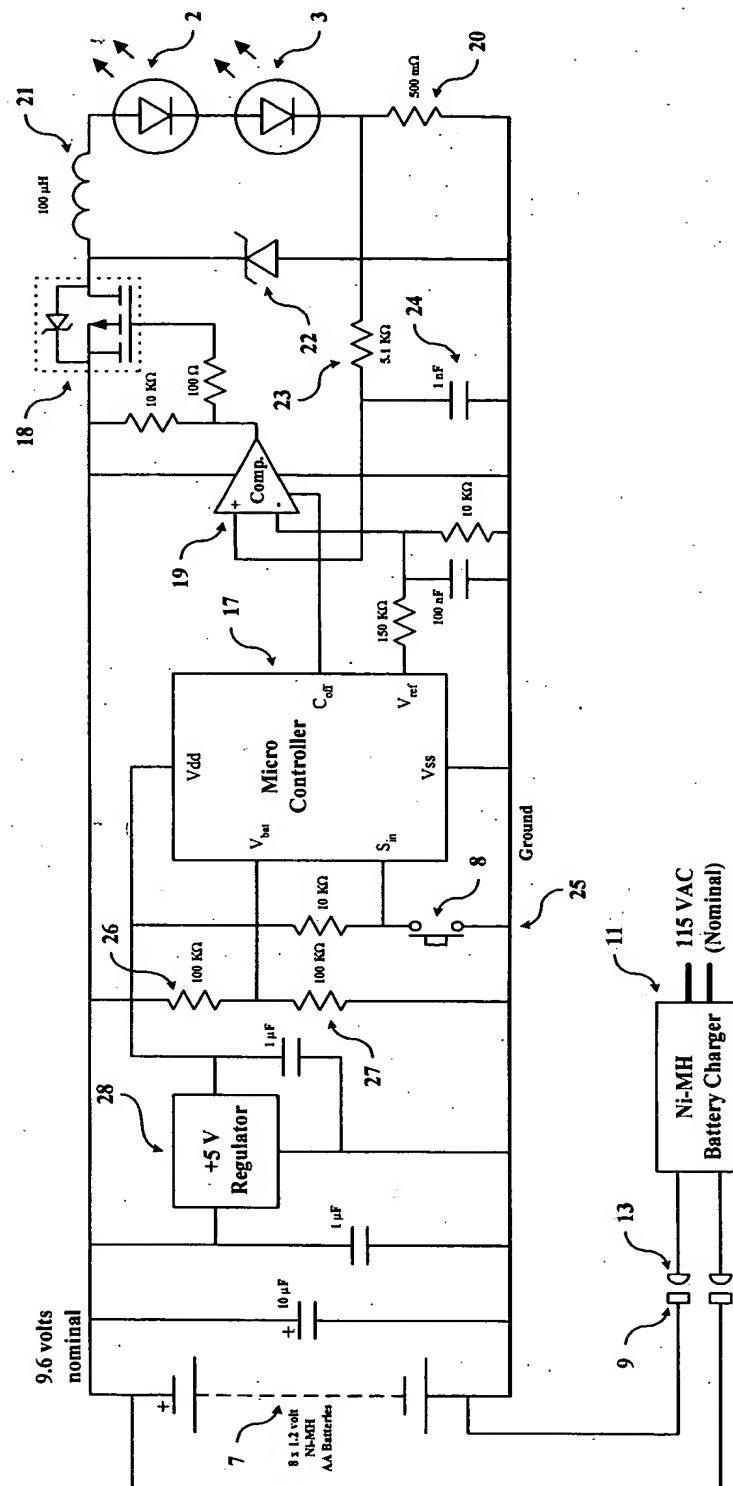 9.6 volts
nominal
7
8 x 1.2 volt
Ni-MH
AA Batteries
+
10 µF
+
1 µF
28
+5 V
Regulator
1 µF
26
100 KΩ
100 KΩ
27
10 KΩ
8
25
Ground
17
Vdd
V_bat
Micro
Controller
S_in
Vss
C_off
V_ref
150 KΩ
100 nF
10 KΩ
19
+
-
Comp.
10 KΩ
100 Ω
18
22
23
5.1 KΩ
24
1 nF
21
100 µH
2
3
20
500 mΩ
9
13
11
Ni-MH
Battery Charger
115 VAC
(Nominal)